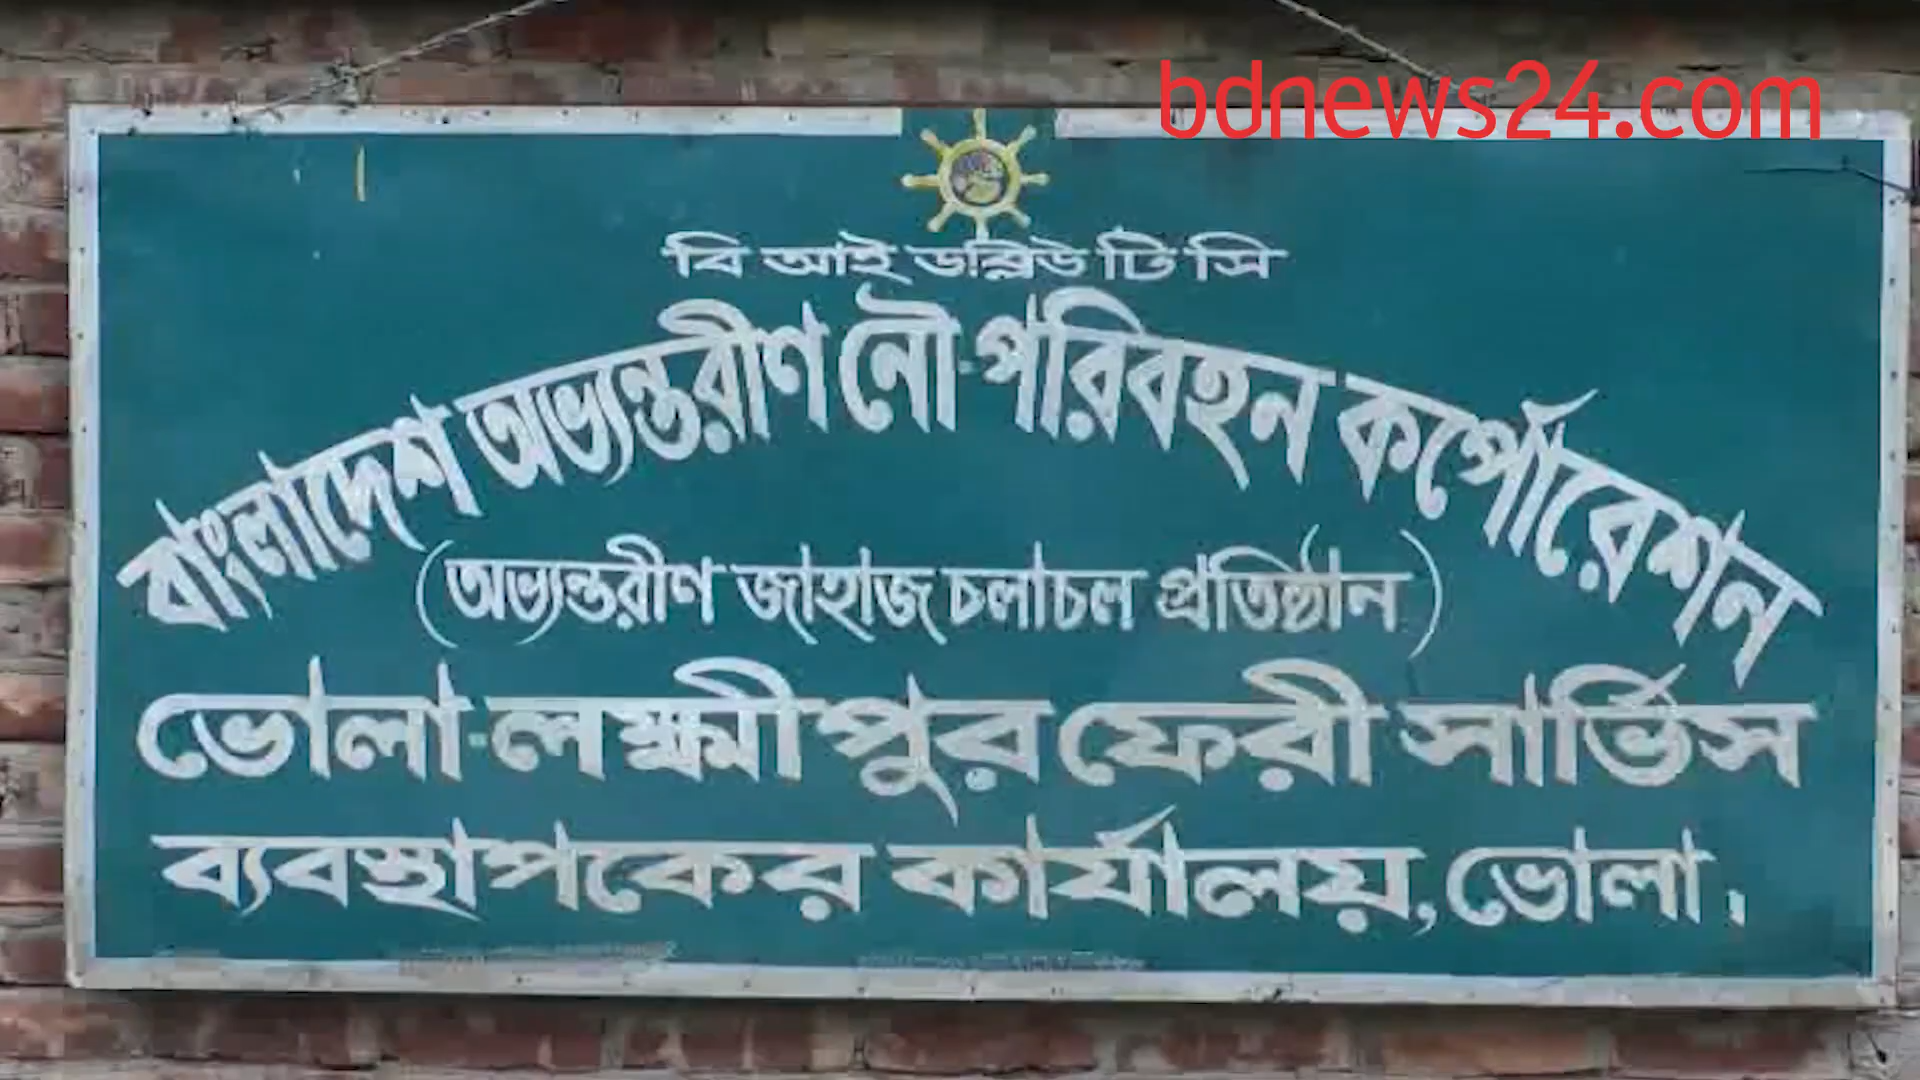 bdnews24.com
বি আই ডব্লিউ টি সি
বাংলাদেশ অভ্যন্তরীণ নৌ-পরিবহন কর্পোরেশন
(অভ্যন্তরীণ জাহাজ চলাচল প্রতিষ্ঠান)
ভোলা-লক্ষ্মীপুর ফেরী সার্ভিস
ব্যবস্থাপকের কার্যালয়, ভোলা।